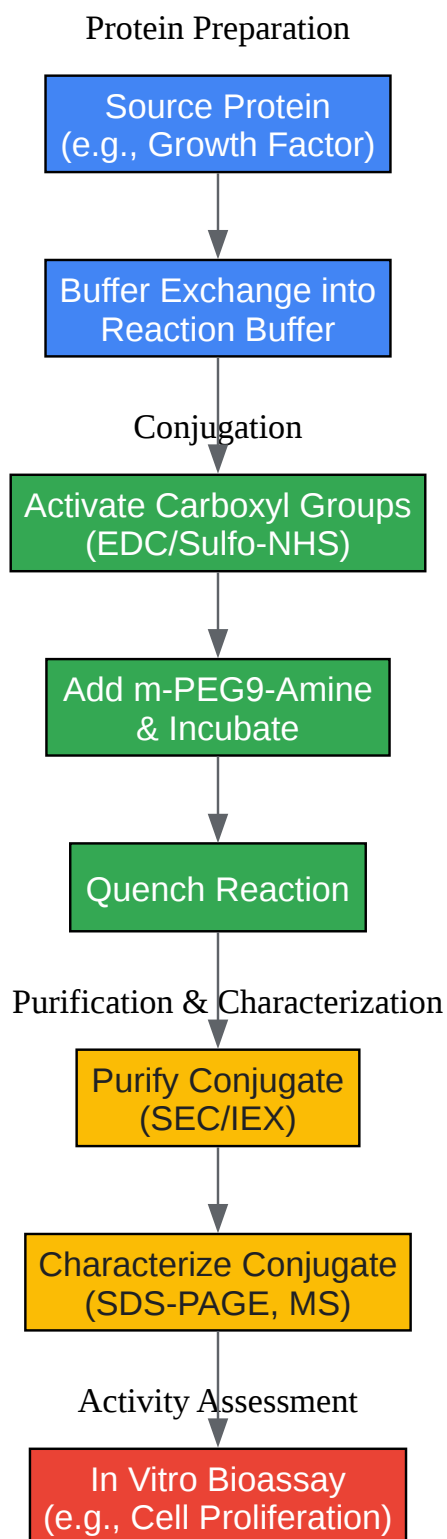 Protein Preparation
Source Protein
(e.g., Growth Factor)
Buffer Exchange into
Reaction Buffer
Conjugation
Activate Carboxyl Groups
(EDC/Sulfo-NHS)
Add m-PEG9-Amine
& Incubate
Quench Reaction
Purification & Characterization
Purify Conjugate
(SEC/IEX)
Characterize Conjugate
(SDS-PAGE, MS)
Activity Assessment
In Vitro Bioassay
(e.g., Cell Proliferation)